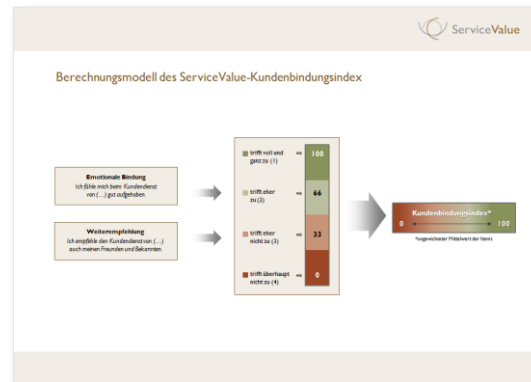 ServiceValue
Berechnungsmodell des ServiceValue-Kundenbindungsindex
Emotionale Bindung
Ich fühle mich beim Kundendienst
von (...) gut aufgehoben.
Weiterempfehlung
Ich empfehle den Kundendienst von (...)
auch meinen Freunden und Bekannten.
trifft voll und
ganz zu (1)
100
trifft eher
zu (2)
66
trifft eher
nicht zu (3)
33
trifft überhaupt
nicht zu (4)
0
Kundenbindungsindex*
0 100
*ungewichteter Mittelwert der Items